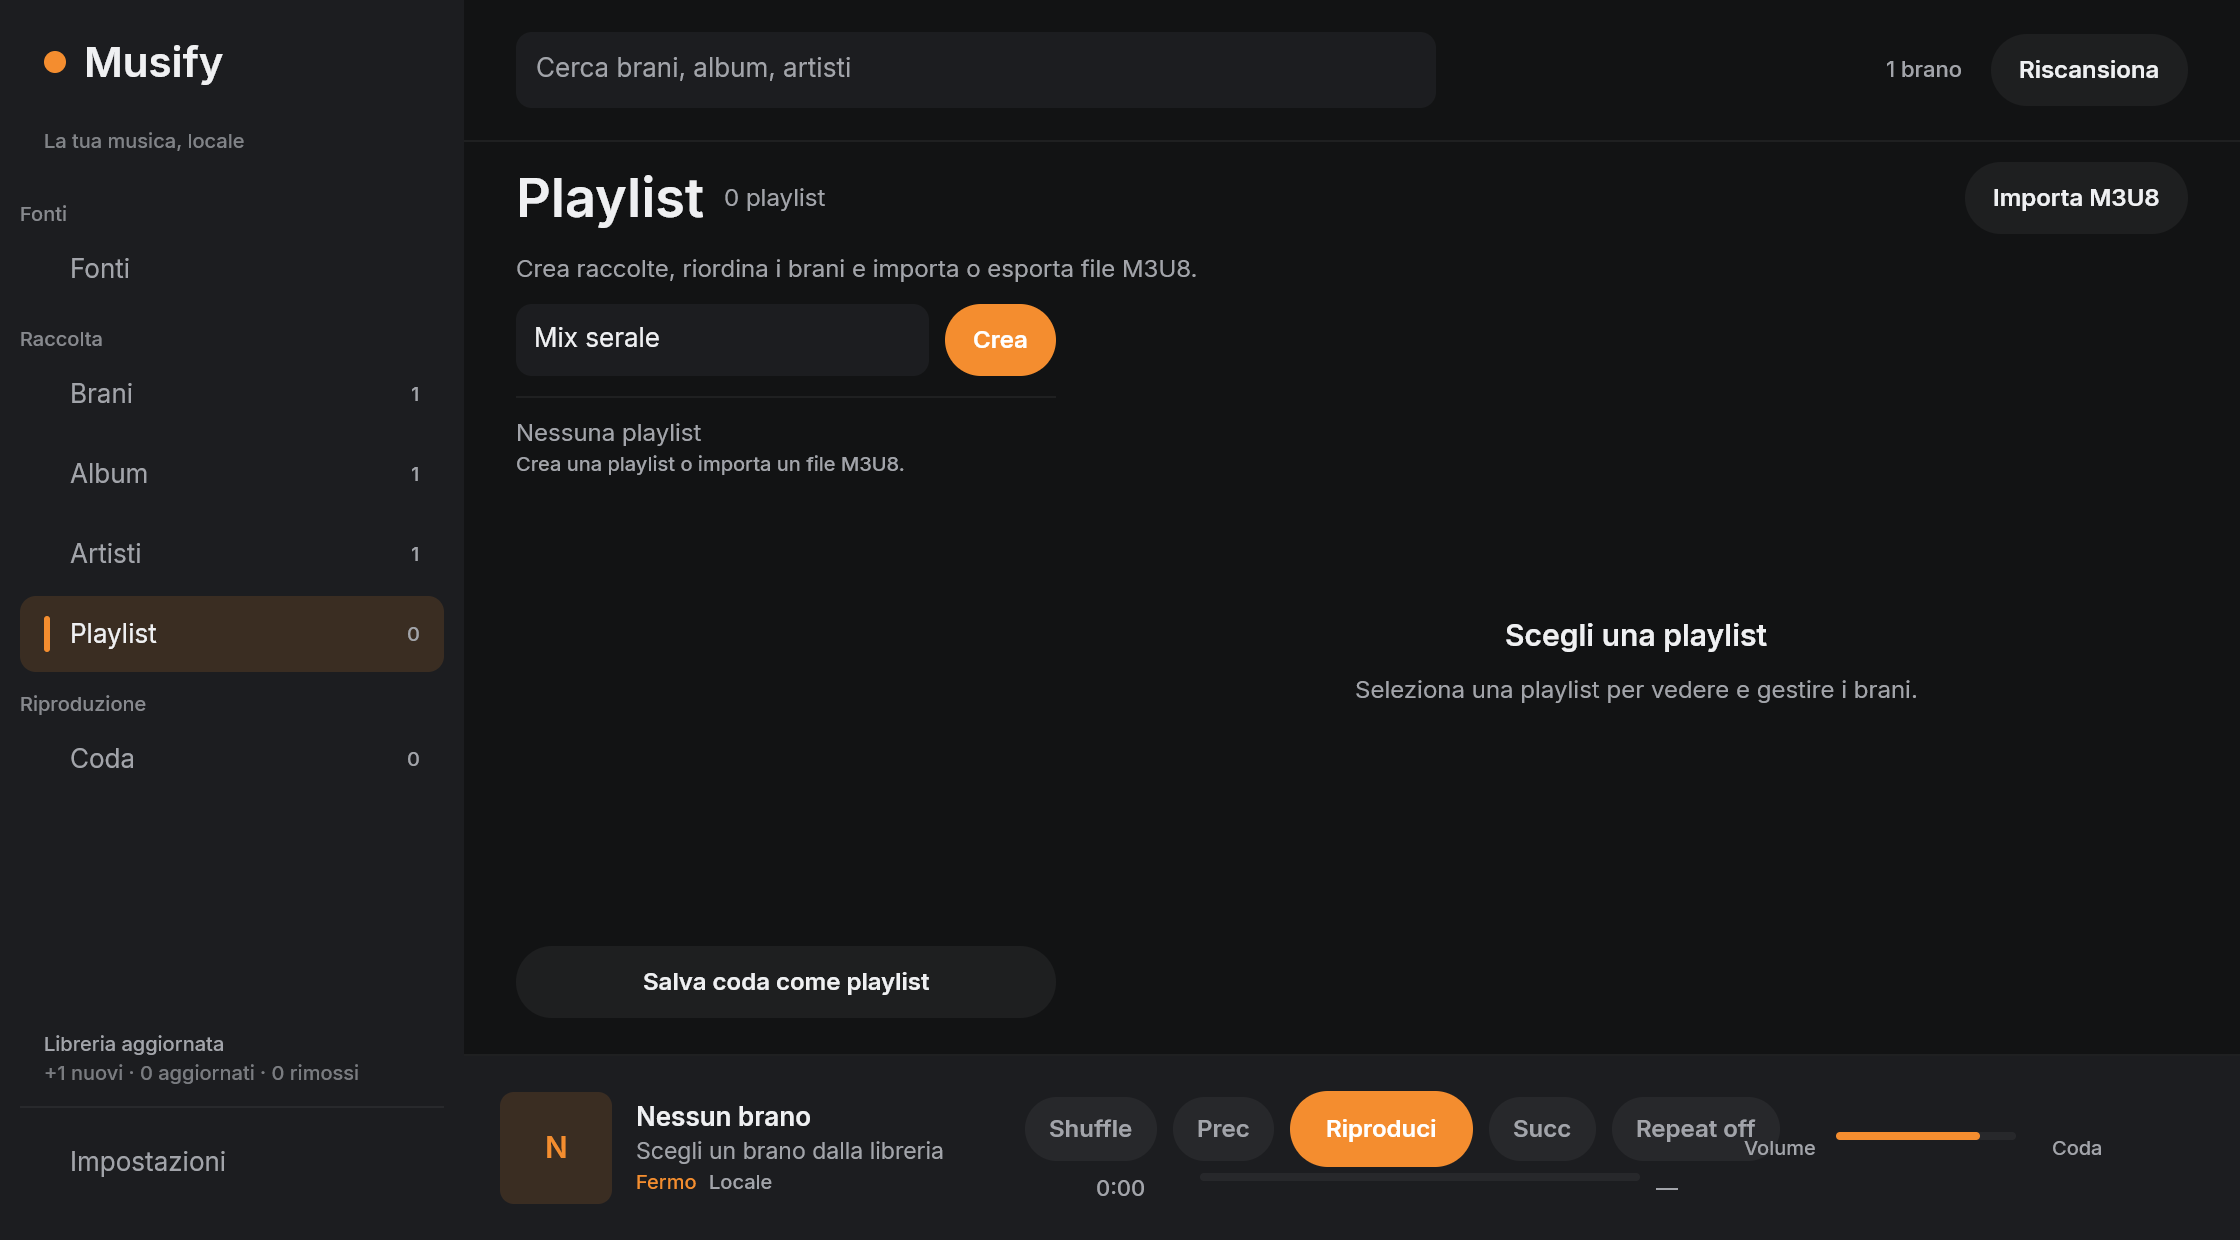 Musify
La tua musica, locale
Fonti
Fonti
Raccolta
Brani 1
Album 1
Artisti 1
Playlist 0
Riproduzione
Coda 0
Libreria aggiornata
+1 nuovi · 0 aggiornati · 0 rimossi
Impostazioni
Cerca brani, album, artisti
1 brano
Riscansiona
Playlist 0 playlist
Importa M3U8
Crea raccolte, riordina i brani e importa o esporta file M3U8.
Mix serale
Crea
Nessuna playlist
Crea una playlist o importa un file M3U8.
Scegli una playlist
Seleziona una playlist per vedere e gestire i brani.
Salva coda come playlist
N
Nessun brano
Scegli un brano dalla libreria
Fermo Locale
Shuffle
Prec
Riproduci
Succ
Repeat off
0:00
—
Volume
Coda